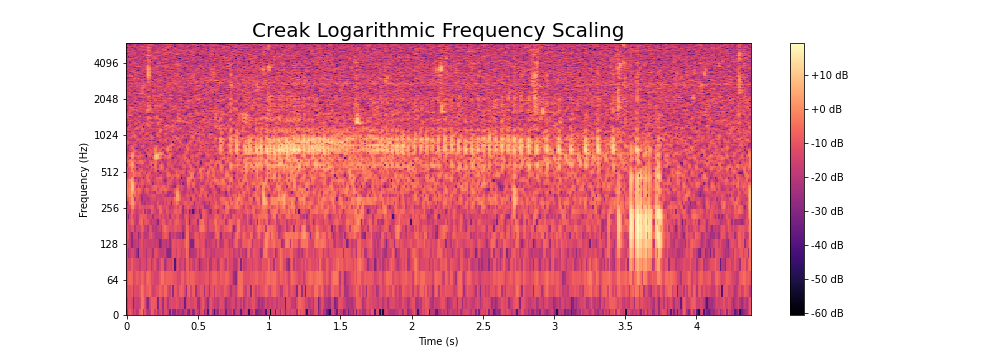 Creak Logarithmic Frequency Scaling
4096
2048
1024
512
256
128
64
0
Frequency (Hz)
0
0.5
1
1.5
2
2.5
3
3.5
4
Time (s)
+10 dB
+0 dB
-10 dB
-20 dB
-30 dB
-40 dB
-50 dB
-60 dB